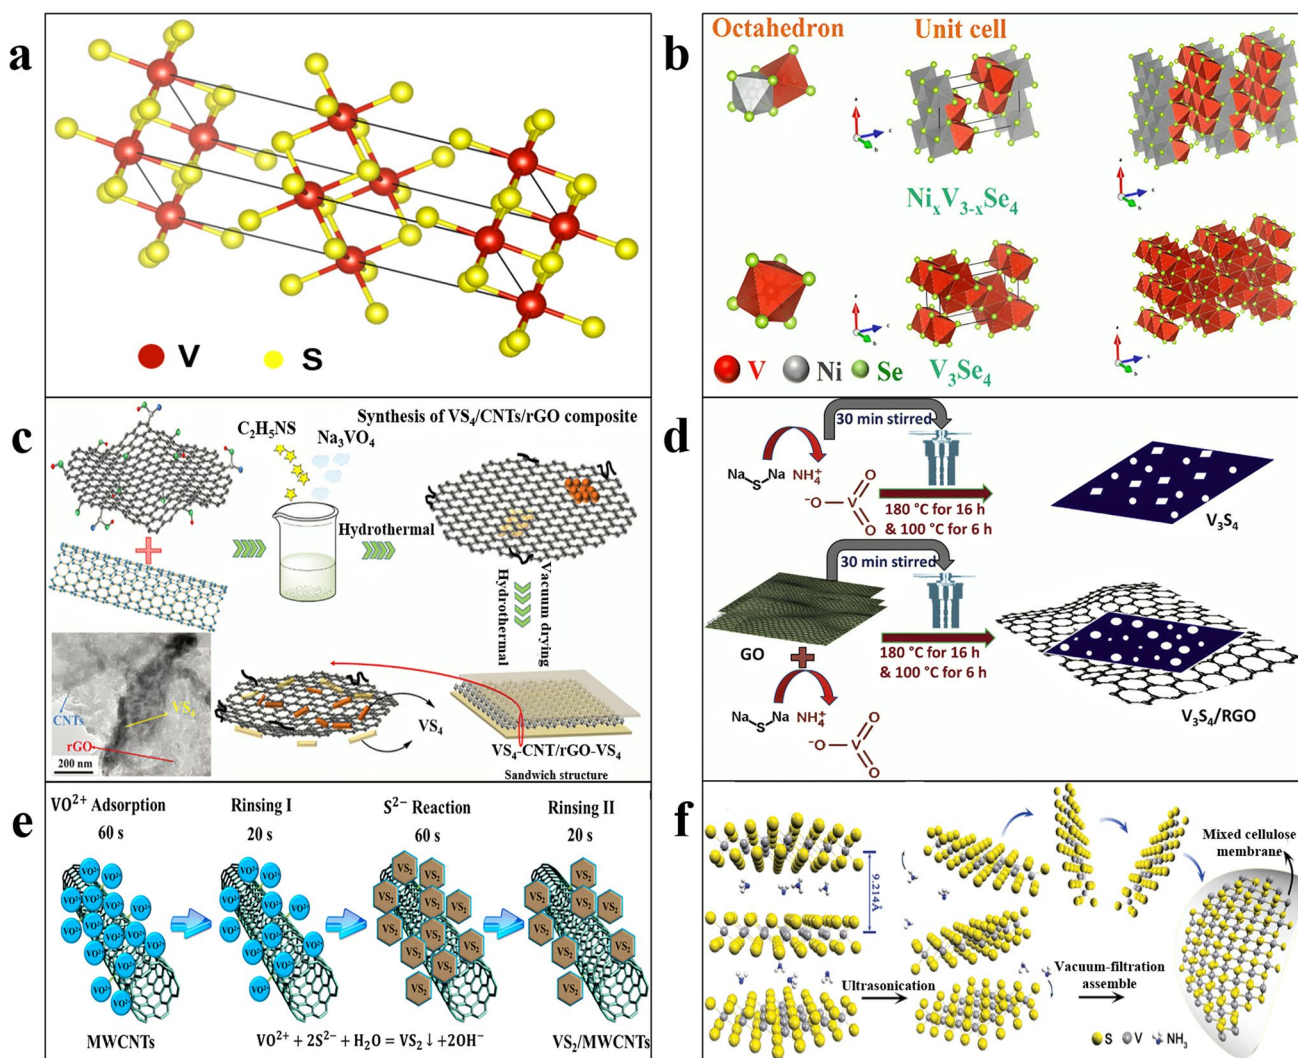 a
V
S
b
Octahedron
Unit cell
a
c
b
a
c
b
NiₓV₃₋ₓSe₄
a
c
b
a
c
b
V
Ni
Se
V₃Se₄
c
Synthesis of VS₄/CNTs/rGO composite
C₂H₅NS
Na₃VO₄
Hydrothermal
Vacuum drying
Hydrothermal
CNTs
VS₄
rGO
200 nm
VS₄
VS₄-CNT/rGO-VS₄
Sandwich structure
d
30 min stirred
Na
S
Na
NH₄⁺
⁻O
V
O
O
180 °C for 16 h
& 100 °C for 6 h
V₃S₄
30 min stirred
GO
180 °C for 16 h
& 100 °C for 6 h
Na
S
Na
NH₄⁺
⁻O
V
O
O
V₃S₄/RGO
e
VO²⁺ Adsorption
60 s
Rinsing I
20 s
S²⁻ Reaction
60 s
Rinsing II
20 s
VO²⁺
VS₂
MWCNTs
VO²⁺ + 2S²⁻ + H₂O = VS₂ ↓ +2OH⁻
VS₂/MWCNTs
f
9.214Å
Mixed cellulose
membrane
Ultrasonication
Vacuum-filtration
assemble
S
V
NH₃